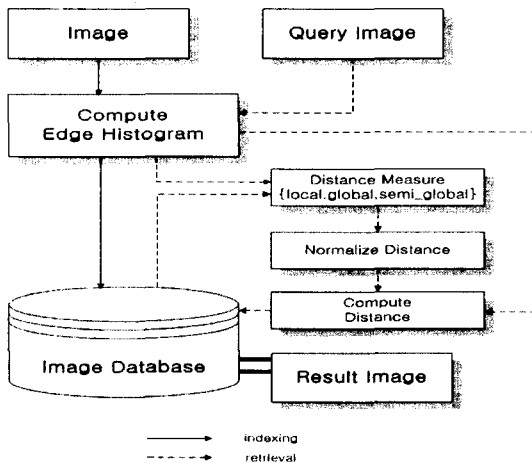 Image
Query Image
Compute
Edge Histogram
Distance Measure
{local.global.semi_global}
Normalize Distance
Compute
Distance
Image Database
Result Image
indexing
retrieval